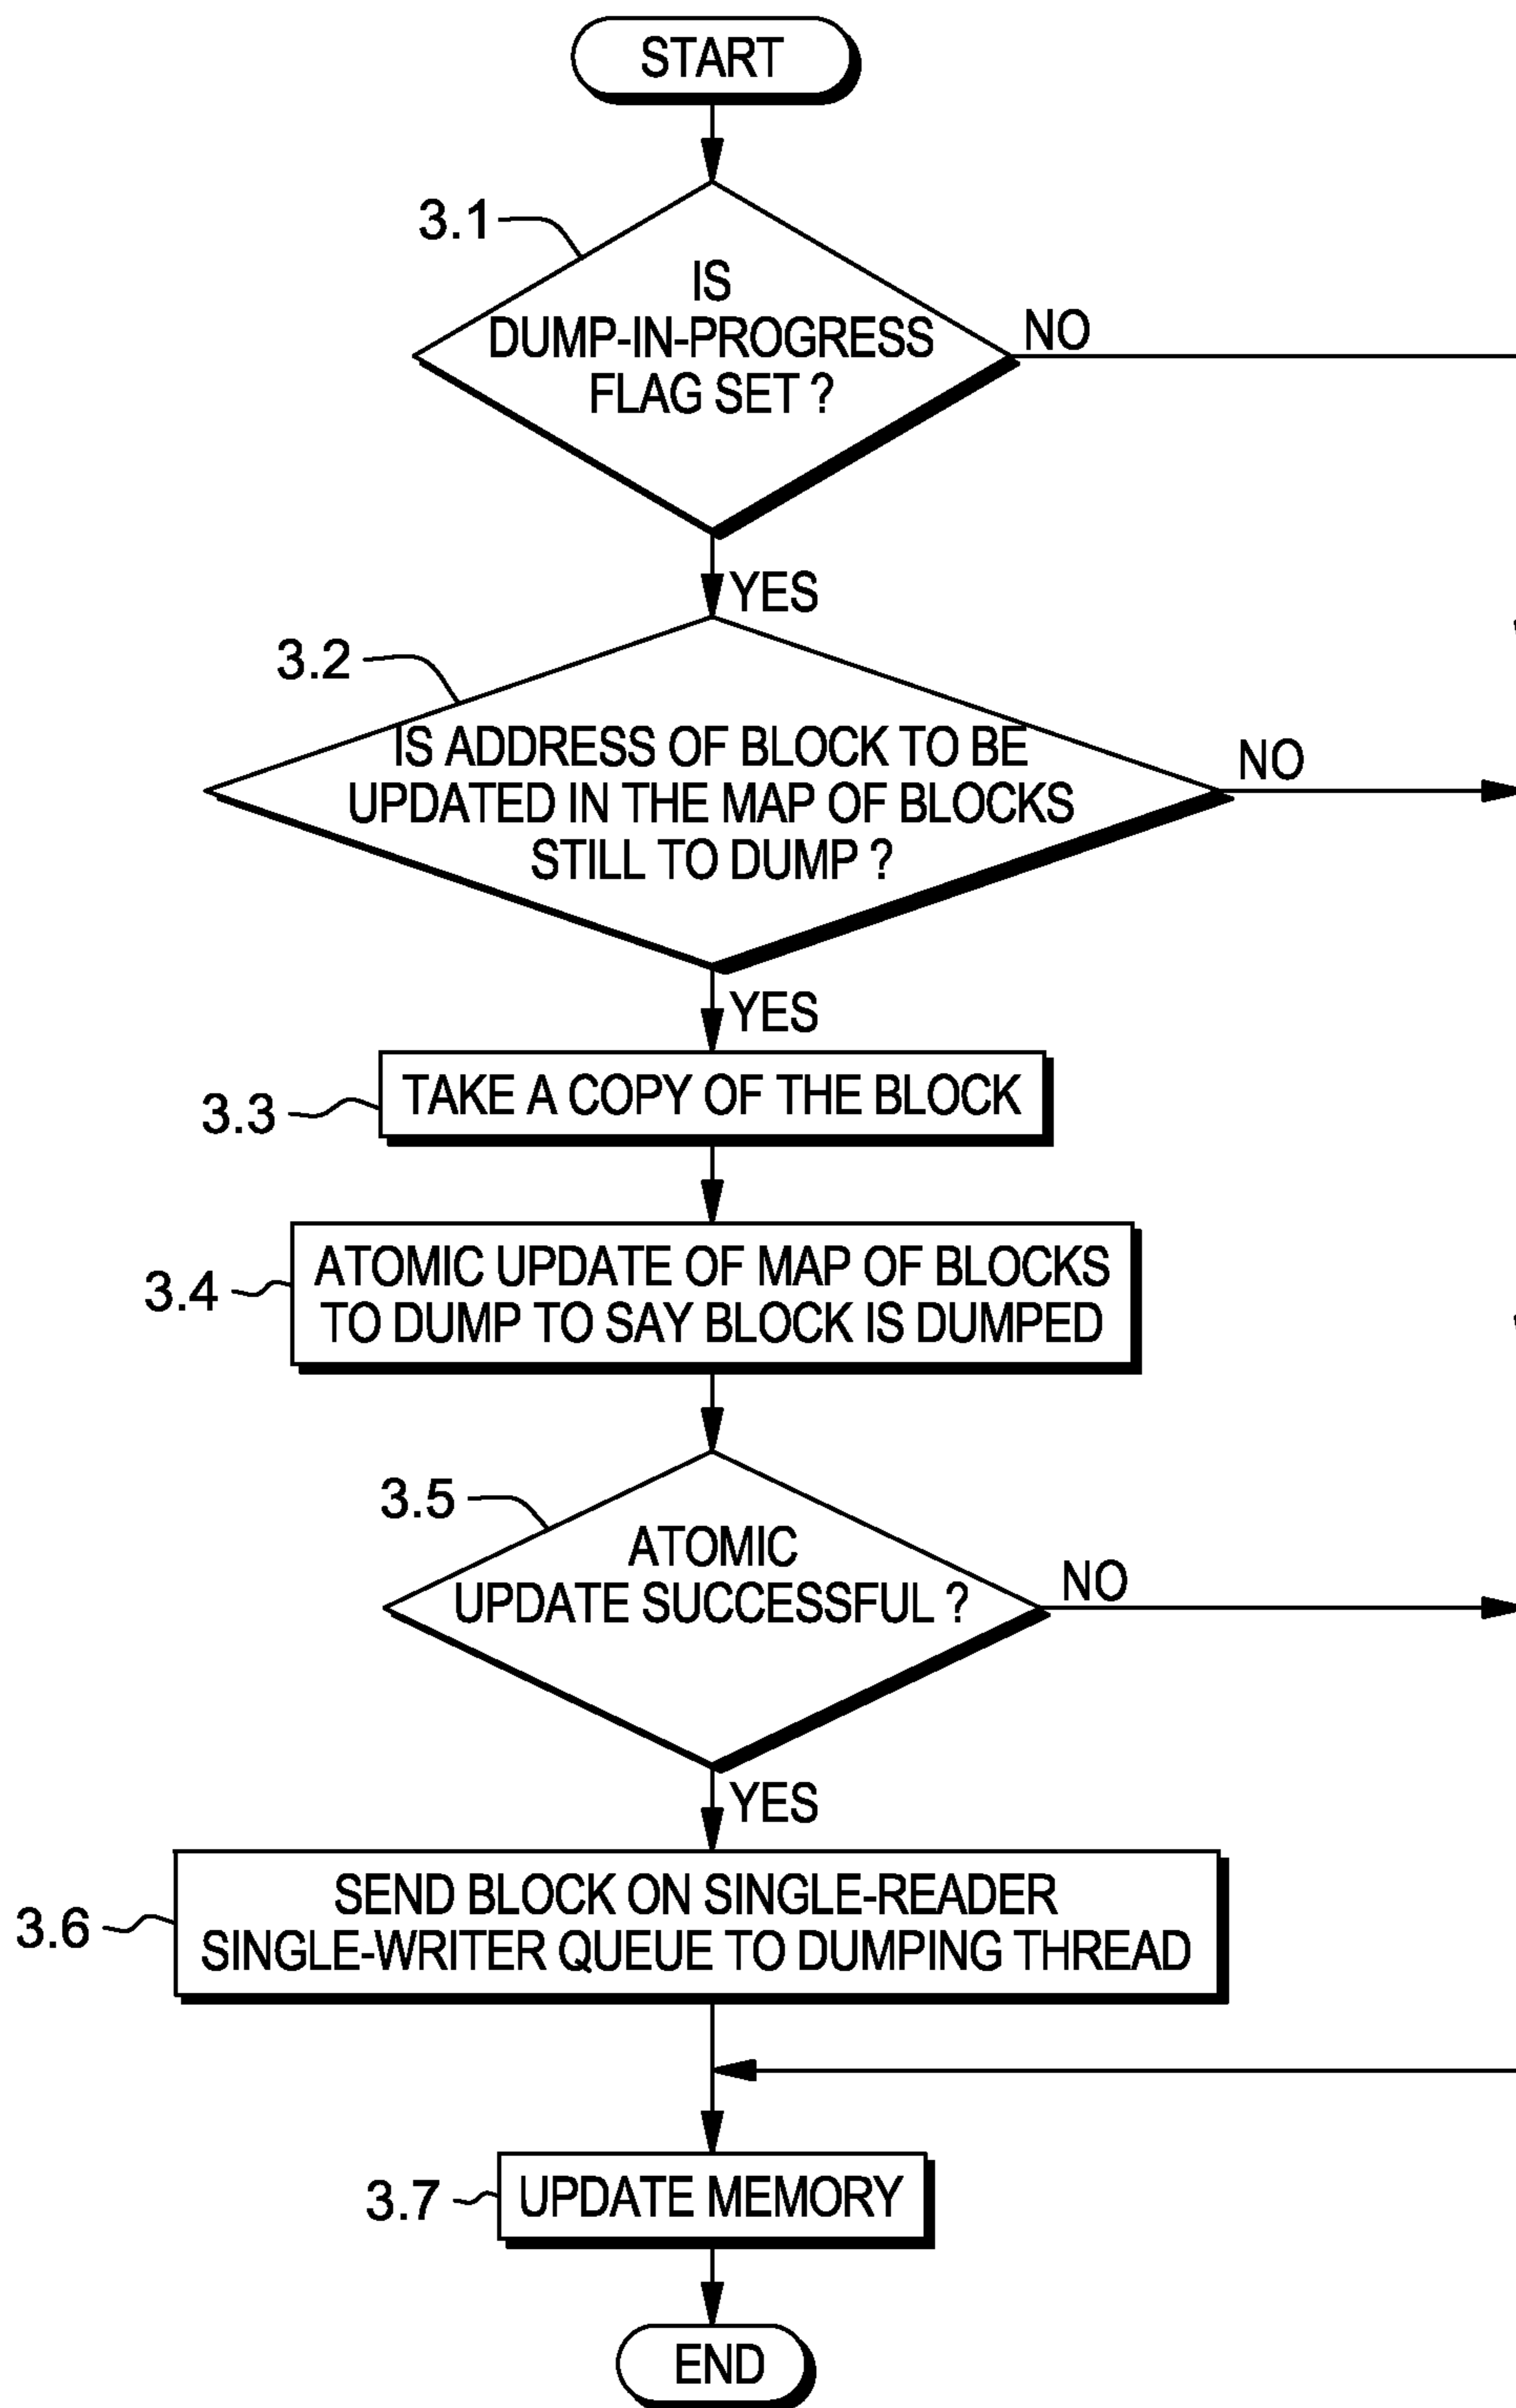 START
3.1
IS
DUMP-IN-PROGRESS
FLAG SET ?
NO
YES
3.2
IS ADDRESS OF BLOCK TO BE
UPDATED IN THE MAP OF BLOCKS
STILL TO DUMP ?
NO
YES
3.3
TAKE A COPY OF THE BLOCK
3.4
ATOMIC UPDATE OF MAP OF BLOCKS
TO DUMP TO SAY BLOCK IS DUMPED
3.5
ATOMIC
UPDATE SUCCESSFUL ?
NO
YES
3.6
SEND BLOCK ON SINGLE-READER
SINGLE-WRITER QUEUE TO DUMPING THREAD
3.7
UPDATE MEMORY
END